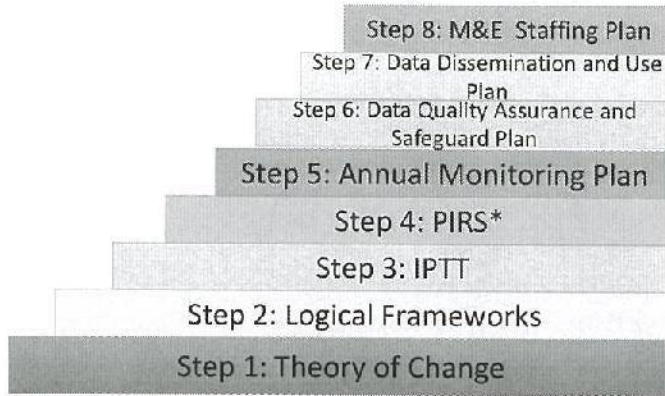 Step 8: M&E Staffing Plan
Step 7: Data Dissemination and Use
Plan
Step 6: Data Quality Assurance and
Safeguard Plan
Step 5: Annual Monitoring Plan
Step 4: PIRS*
Step 3: IPTT
Step 2: Logical Frameworks
Step 1: Theory of Change